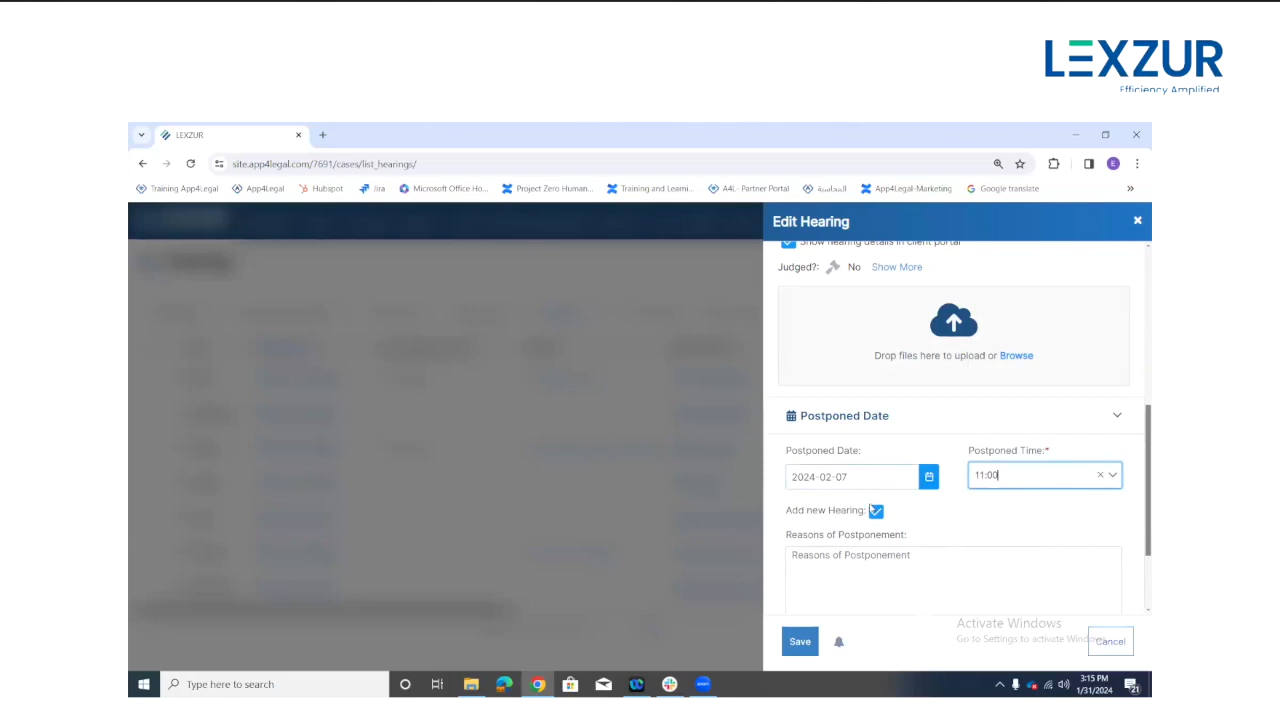 LEXZUR
Efficiency Amplified
LEXZUR
site.app4legal.com/7691/cases/list_hearings/
Training App4Legal App4Legal Hubspot Jira Microsoft Office Ho... Project Zero Human... Training and Learni... A4L- Partner Portal المحاسبة App4Legal-Marketing Google translate
Edit Hearing
Show hearing details in client portal
Judged?: No Show More
Drop files here to upload or Browse
Postponed Date
Postponed Date: Postponed Time:*
2024-02-07 11:00
Add new Hearing:
Reasons of Postponement:
Reasons of Postponement
Activate Windows
Go to Settings to activate Windows.
Save Cancel
Type here to search
3:15 PM
1/31/2024
21